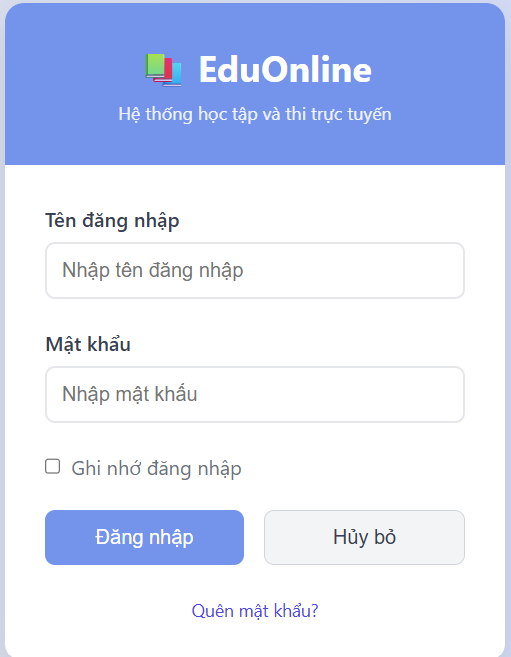 EduOnline
Hệ thống học tập và thi trực tuyến
Tên đăng nhập
Nhập tên đăng nhập
Mật khẩu
Nhập mật khẩu
Ghi nhớ đăng nhập
Đăng nhập
Hủy bỏ
Quên mật khẩu?